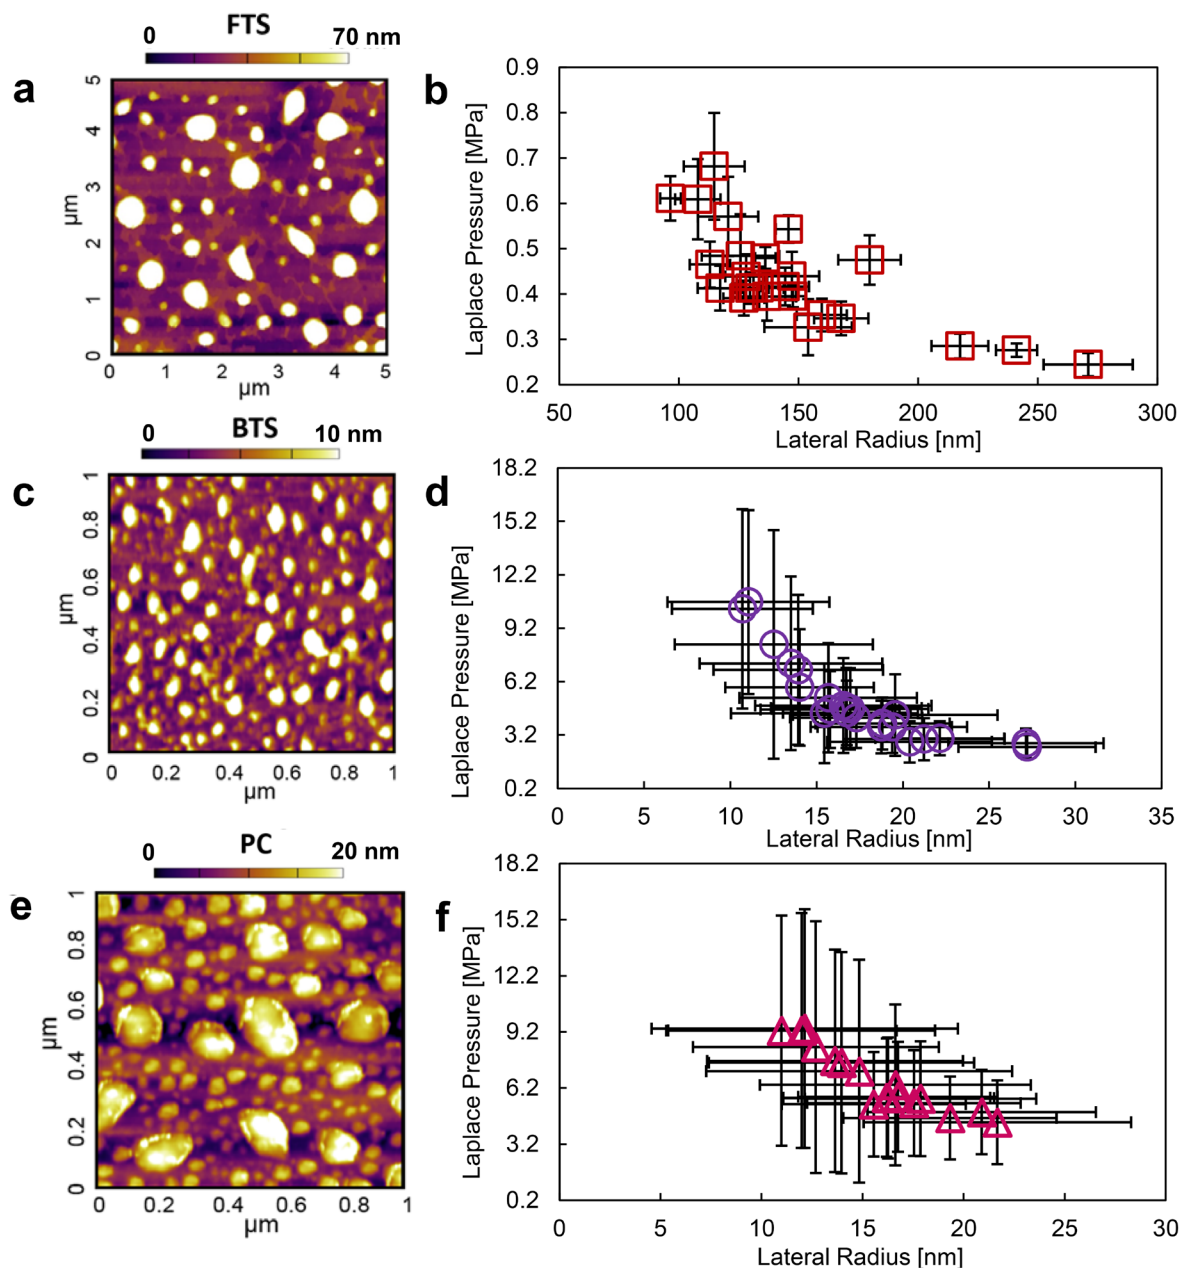 FTS
0 70 nm
a
5
4
3
2
1
0
µm
0 1 2 3 4 5
µm
b
0.9
0.8
0.7
0.6
0.5
0.4
0.3
0.2
Laplace Pressure [MPa]
50 100 150 200 250 300
Lateral Radius [nm]
BTS
0 10 nm
c
1
0.8
0.6
0.4
0.2
0
µm
0 0.2 0.4 0.6 0.8 1
µm
d
18.2
15.2
12.2
9.2
6.2
3.2
0.2
Laplace Pressure [MPa]
0 5 10 15 20 25 30 35
Lateral Radius [nm]
PC
0 20 nm
e
1
0.8
0.6
0.4
0.2
0
µm
0 0.2 0.4 0.6 0.8 1
µm
f
18.2
15.2
12.2
9.2
6.2
3.2
0.2
Laplace Pressure [MPa]
0 5 10 15 20 25 30
Lateral Radius [nm]